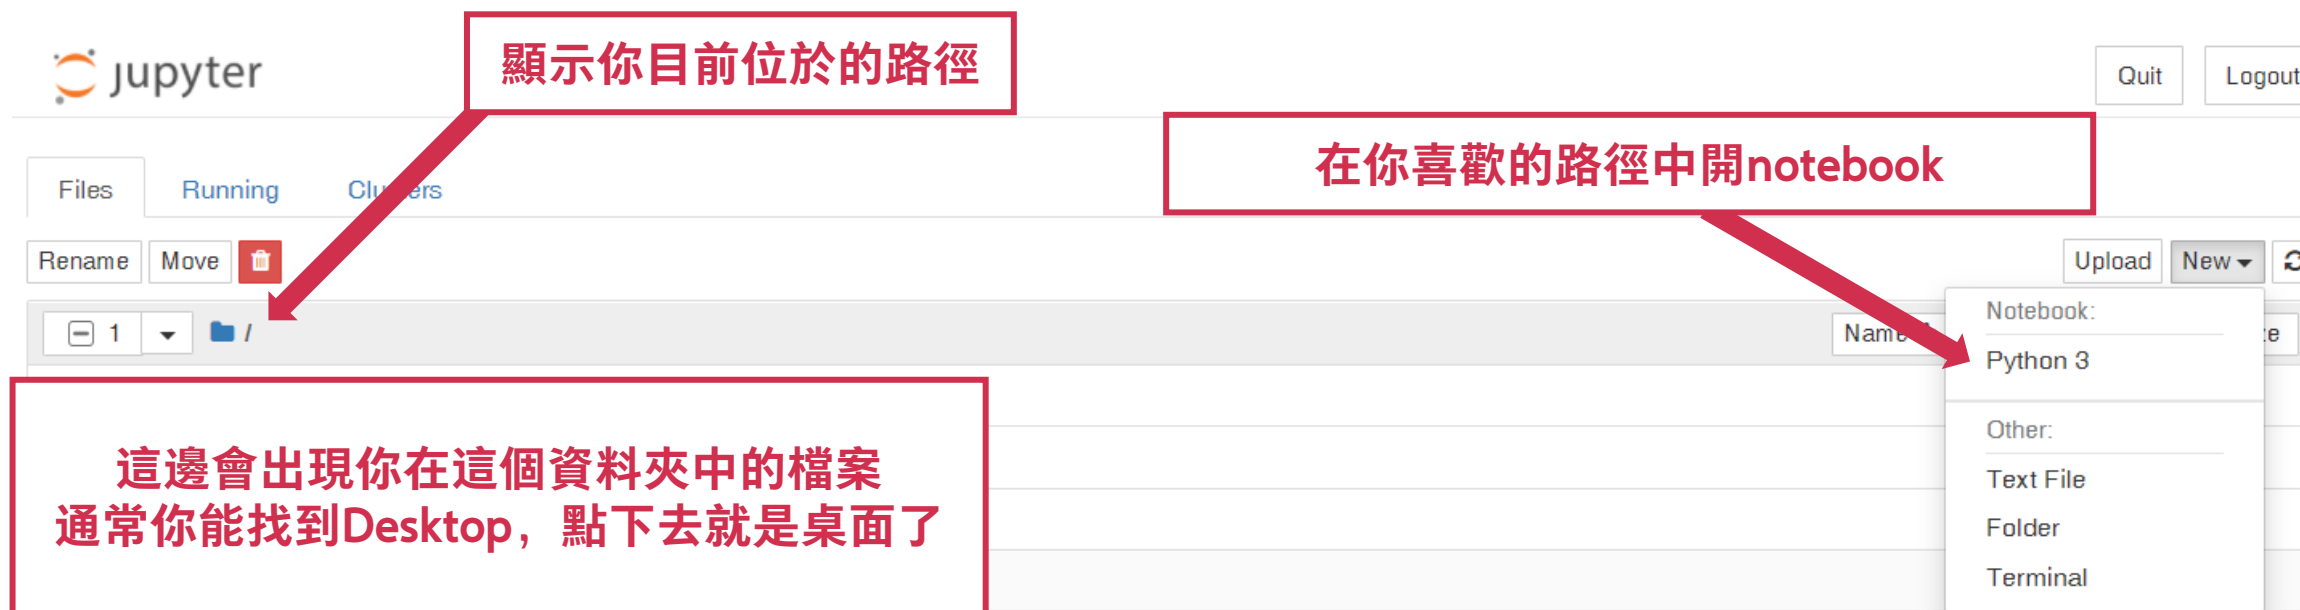 jupyter
顯示你目前位於的路徑
Quit
Logout
在你喜歡的路徑中開notebook
Files
Running
Rename
Move
Upload
New
1
/
Notebook:
Python 3
Other:
Text File
Folder
Terminal
這邊會出現你在這個資料夾中的檔案
通常你能找到Desktop，點下去就是桌面了